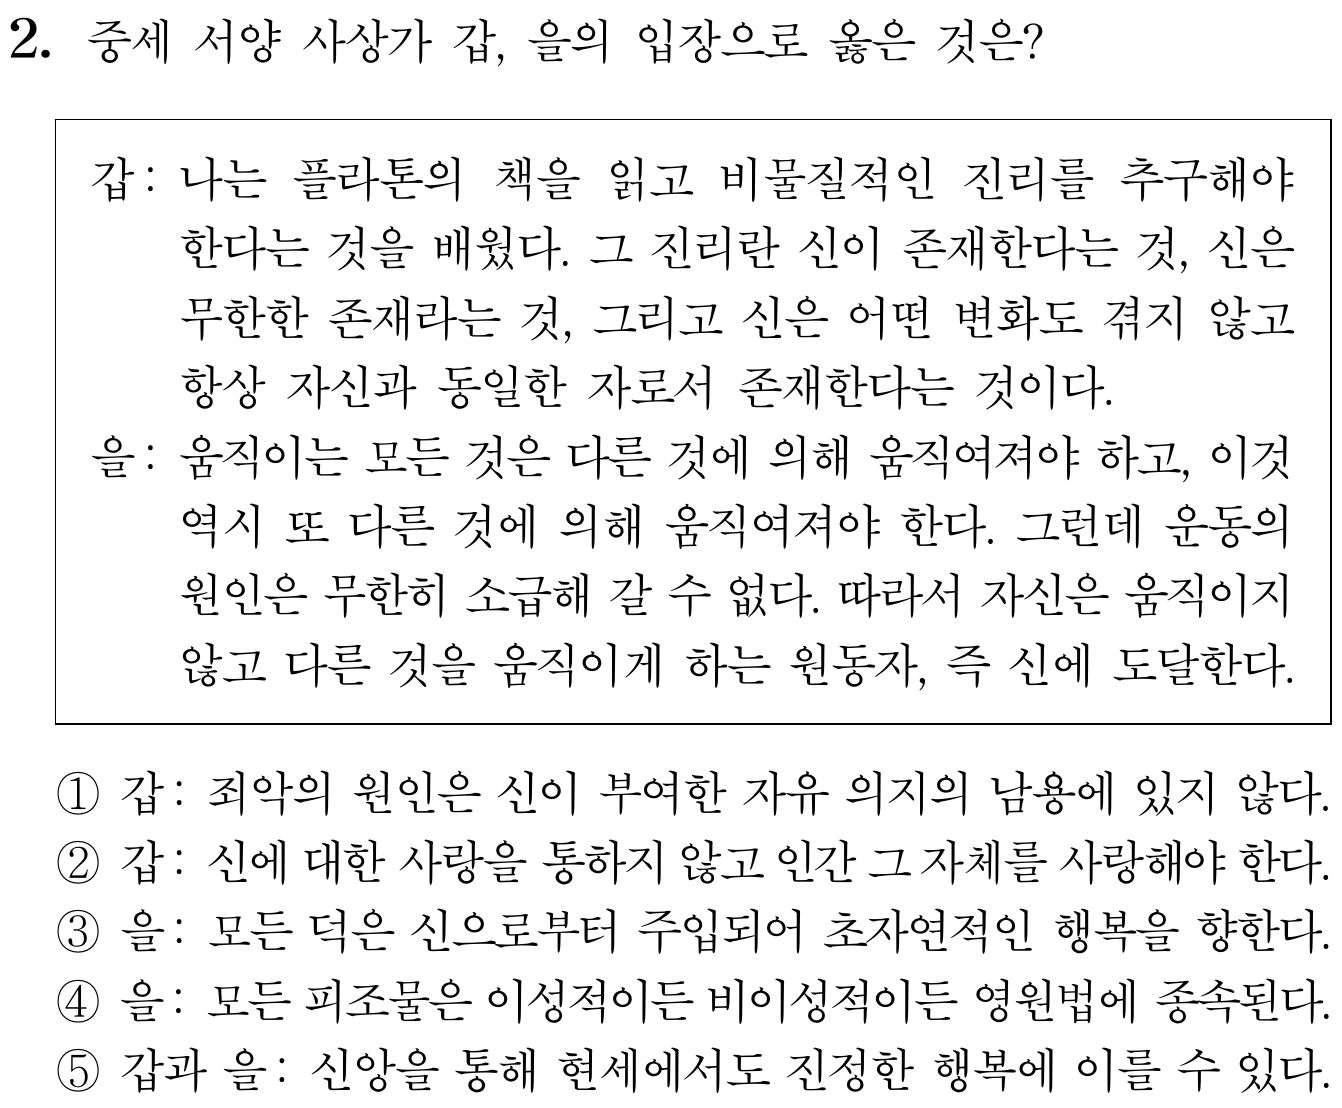 2. 중세 서양 사상가 갑, 을의 입장으로 옳은 것은?
갑: 나는 플라톤의 책을 읽고 비물질적인 진리를 추구해야
한다는 것을 배웠다. 그 진리란 신이 존재한다는 것, 신은
무한한 존재라는 것, 그리고 신은 어떤 변화도 겪지 않고
항상 자신과 동일한 자로서 존재한다는 것이다.
을: 움직이는 모든 것은 다른 것에 의해 움직여져야 하고, 이것
역시 또 다른 것에 의해 움직여져야 한다. 그런데 운동의
원인은 무한히 소급해 갈 수 없다. 따라서 자신은 움직이지
않고 다른 것을 움직이게 하는 원동자, 즉 신에 도달한다.
① 갑: 죄악의 원인은 신이 부여한 자유 의지의 남용에 있지 않다.
② 갑: 신에 대한 사랑을 통하지 않고 인간 그 자체를 사랑해야 한다.
③ 을: 모든 덕은 신으로부터 주입되어 초자연적인 행복을 향한다.
④ 을: 모든 피조물은 이성적이든 비이성적이든 영원법에 종속된다.
⑤ 갑과 을: 신앙을 통해 현세에서도 진정한 행복에 이를 수 있다.